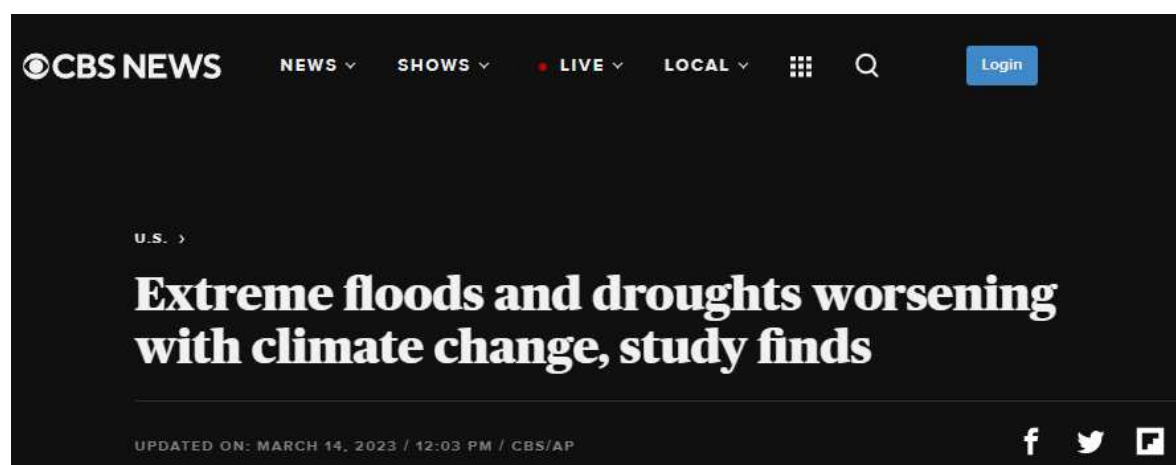 CBS NEWS NEWS SHOWS LIVE LOCAL Login
U.S. >
Extreme floods and droughts worsening
with climate change, study finds
UPDATED ON: MARCH 14, 2023 / 12:03 PM / CBS/AP